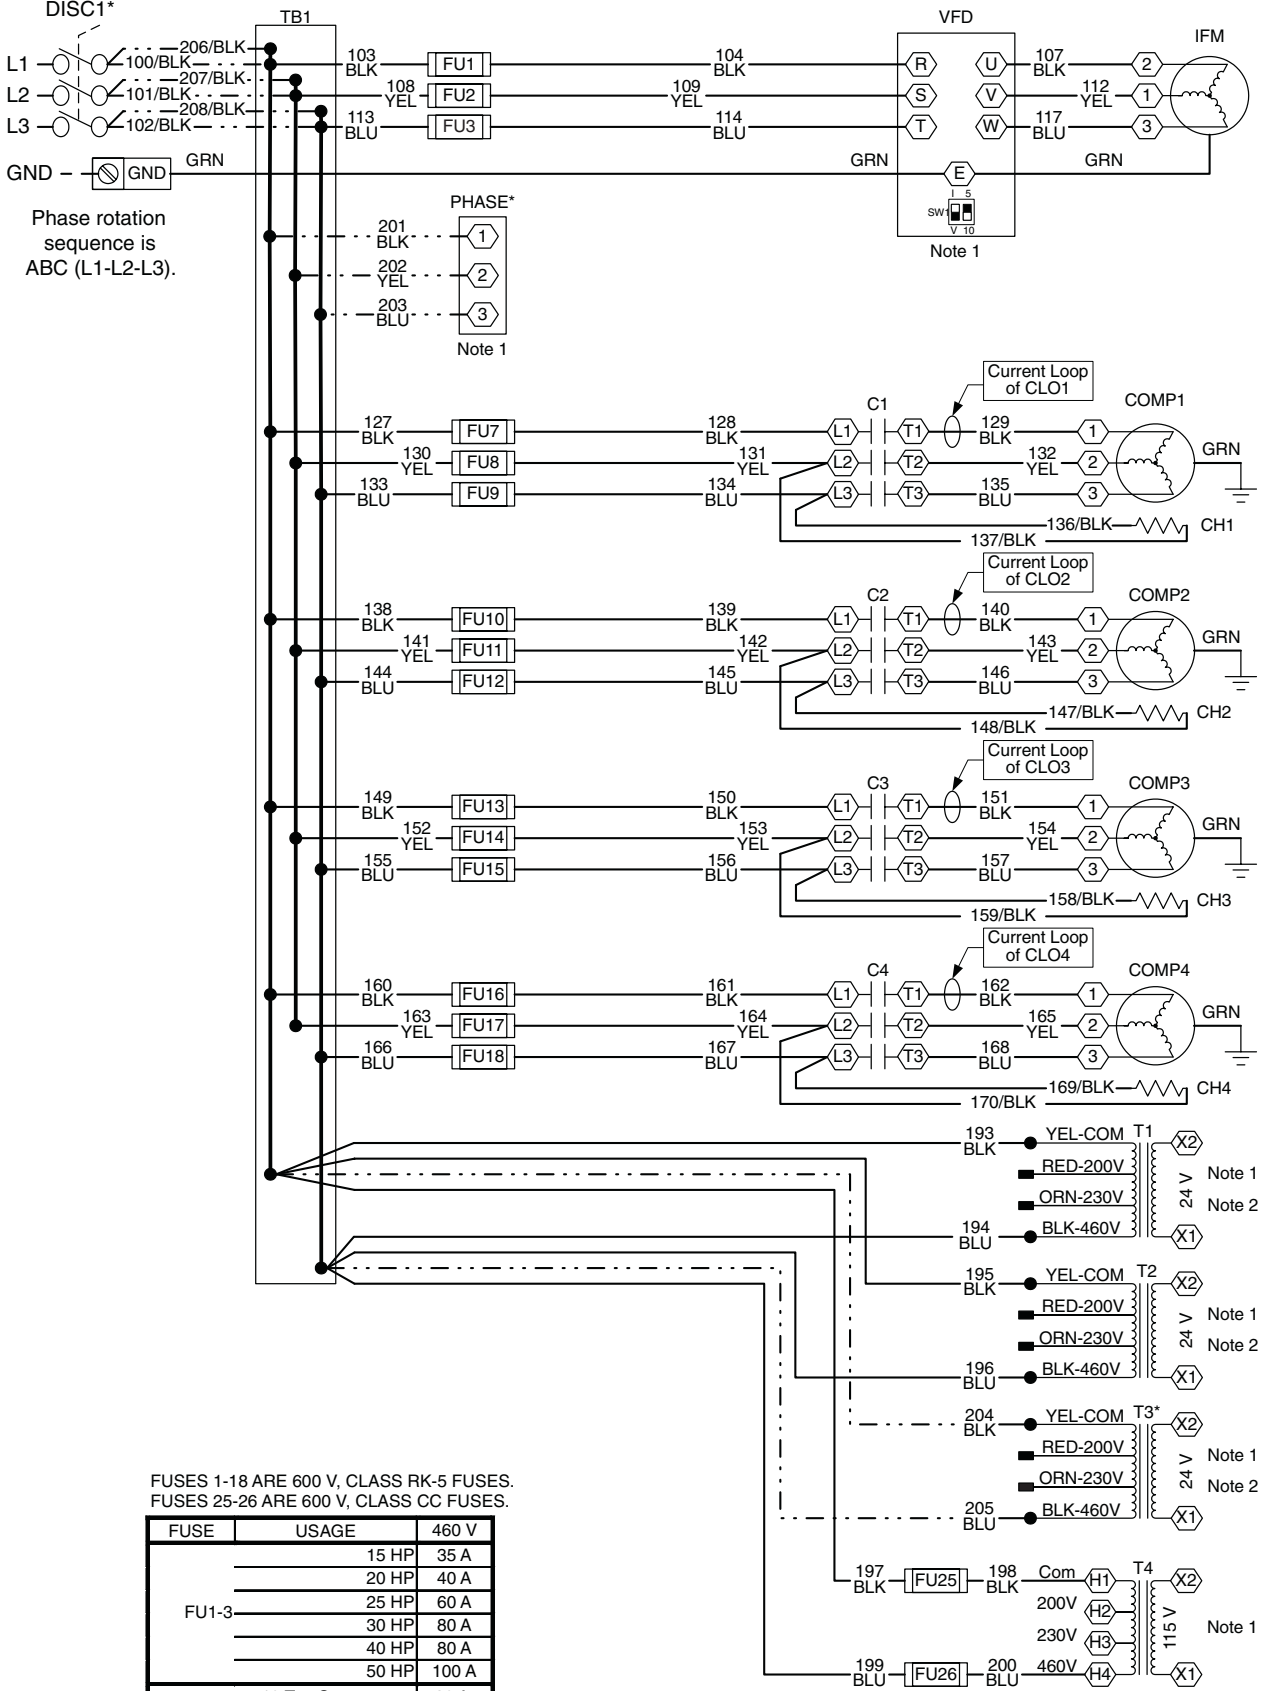 DISC1*
TB1
VFD
IFM
206/BLK
L1
100/BLK
103
BLK
FU1
104
BLK
R
U
107
BLK
2
207/BLK
L2
101/BLK
108
YEL
FU2
109
YEL
S
V
112
YEL
1
208/BLK
L3
102/BLK
113
BLU
FU3
114
BLU
T
W
117
BLU
3
GND
GND
GRN
GRN
E
GRN
I 5
SW1
V 10
Note 1
Phase rotation
sequence is
ABC (L1-L2-L3).
PHASE*
201
BLK
1
202
YEL
2
203
BLU
3
Note 1
Current Loop
of CLO1
C1
COMP1
127
BLK
FU7
128
BLK
L1
T1
129
BLK
1
130
YEL
FU8
131
YEL
L2
T2
132
YEL
2
GRN
133
BLU
FU9
134
BLU
L3
T3
135
BLU
3
136/BLK
CH1
137/BLK
Current Loop
of CLO2
C2
COMP2
138
BLK
FU10
139
BLK
L1
T1
140
BLK
1
141
YEL
FU11
142
YEL
L2
T2
143
YEL
2
GRN
144
BLU
FU12
145
BLU
L3
T3
146
BLU
3
147/BLK
CH2
148/BLK
Current Loop
of CLO3
C3
COMP3
149
BLK
FU13
150
BLK
L1
T1
151
BLK
1
152
YEL
FU14
153
YEL
L2
T2
154
YEL
2
GRN
155
BLU
FU15
156
BLU
L3
T3
157
BLU
3
158/BLK
CH3
159/BLK
Current Loop
of CLO4
C4
COMP4
160
BLK
FU16
161
BLK
L1
T1
162
BLK
1
163
YEL
FU17
164
YEL
L2
T2
165
YEL
2
GRN
166
BLU
FU18
167
BLU
L3
T3
168
BLU
3
169/BLK
CH4
170/BLK
193
BLK
YEL-COM
T1
X2
RED-200V
Note 1
24 V
ORN-230V
Note 2
194
BLU
BLK-460V
X1
195
BLK
YEL-COM
T2
X2
RED-200V
Note 1
24 V
ORN-230V
Note 2
196
BLU
BLK-460V
X1
204
BLK
YEL-COM
T3*
X2
RED-200V
Note 1
24 V
ORN-230V
Note 2
205
BLU
BLK-460V
X1
197
BLK
FU25
198
BLK
Com
H1
T4
X2
200V
H2
115 V
Note 1
230V
H3
199
BLU
FU26
200
BLU
460V
H4
X1
FUSES 1-18 ARE 600 V, CLASS RK-5 FUSES.
FUSES 25-26 ARE 600 V, CLASS CC FUSES.
FUSE USAGE 460 V
FU1-3
15 HP 35 A
20 HP 40 A
25 HP 60 A
30 HP 80 A
40 HP 80 A
50 HP 100 A